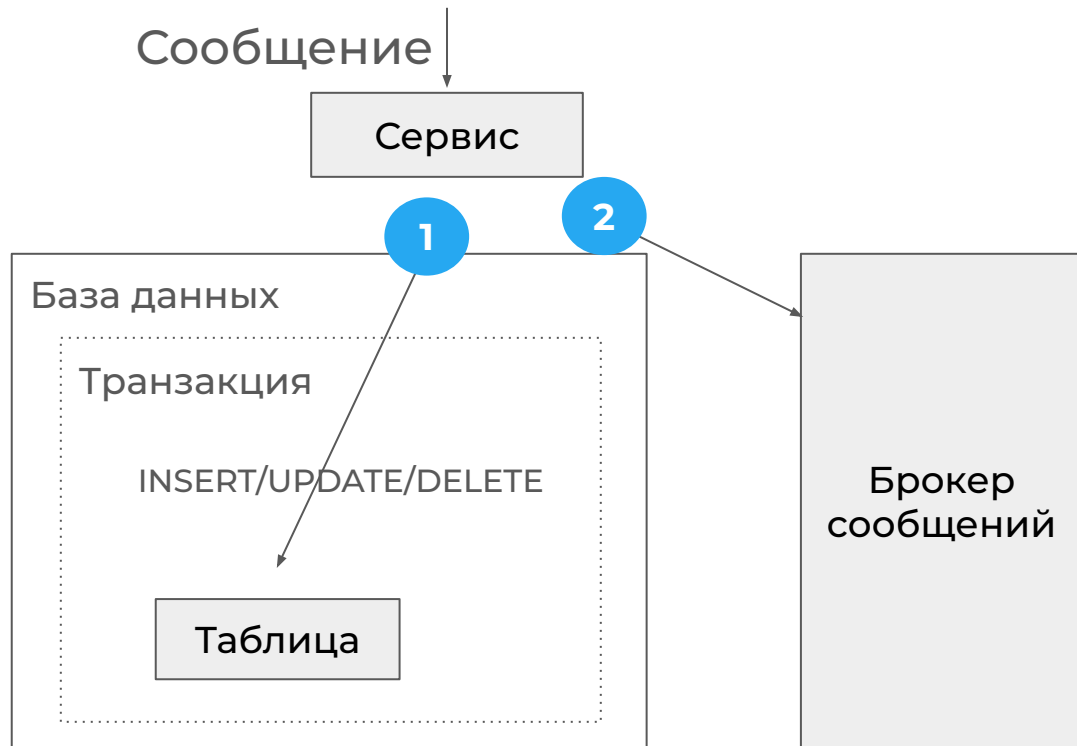 Сообщение
Сервис
1
2
База данных
Транзакция
INSERT/UPDATE/DELETE
Таблица
Брокер
сообщений